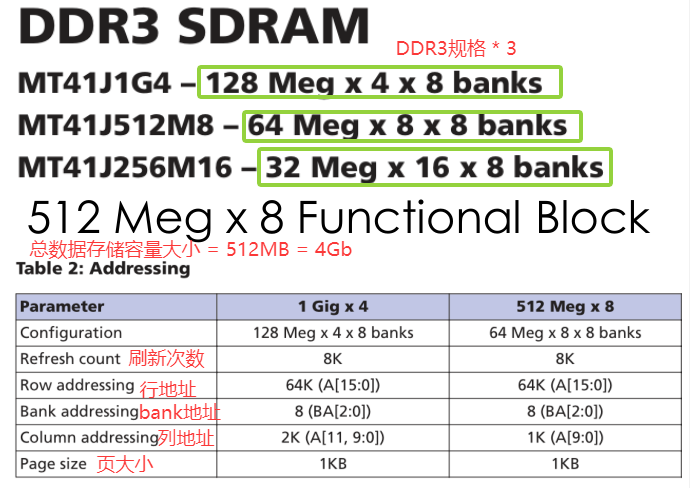 DDR3 SDRAM
DDR3规格 * 3
MT41J1G4 – 128 Meg x 4 x 8 banks
MT41J512M8 – 64 Meg x 8 x 8 banks
MT41J256M16 – 32 Meg x 16 x 8 banks
512 Meg x 8 Functional Block
总数据存储容量大小 = 512MB = 4Gb
Table 2: Addressing
Parameter 1 Gig x 4 512 Meg x 8
Configuration 128 Meg x 4 x 8 banks 64 Meg x 8 x 8 banks
Refresh count 刷新次数 8K 8K
Row addressing 行地址 64K (A[15:0]) 64K (A[15:0])
Bank addressing bank地址 8 (BA[2:0]) 8 (BA[2:0])
Column addressing 列地址 2K (A[11, 9:0]) 1K (A[9:0])
Page size 页大小 1KB 1KB